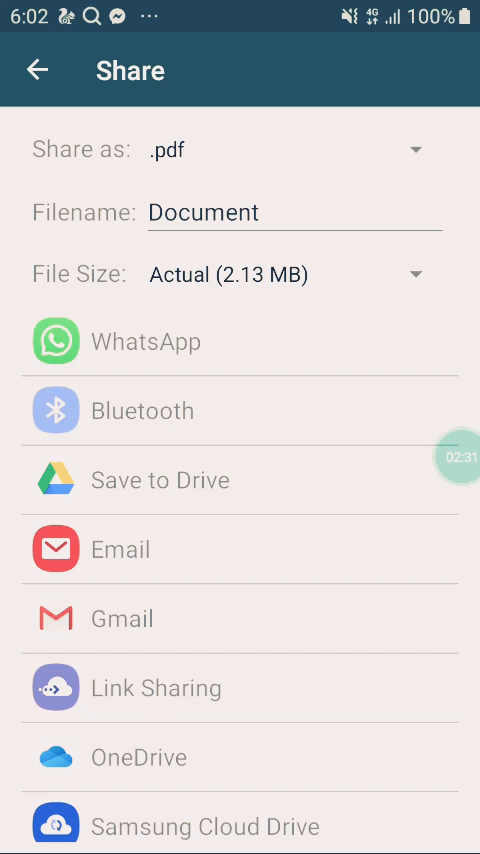 6:02 ... 4G 100%
Share
Share as: .pdf
Filename: Document
File Size: Actual (2.13 MB)
WhatsApp
Bluetooth
02:31
Save to Drive
Email
Gmail
Link Sharing
OneDrive
Samsung Cloud Drive